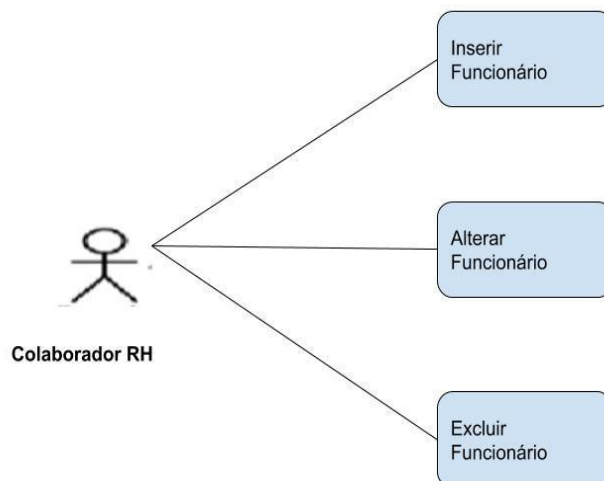 Inserir
Funcionário
Alterar
Funcionário
Colaborador RH
Excluir
Funcionário